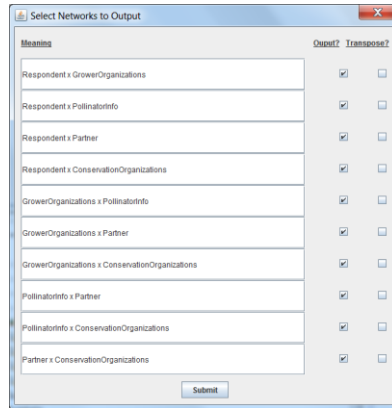 Select Networks to Output
Meaning Ouput? Transpose?
Respondent x GrowerOrganizations
Respondent x PollinatorInfo
Respondent x Partner
Respondent x ConservationOrganizations
GrowerOrganizations x PollinatorInfo
GrowerOrganizations x Partner
GrowerOrganizations x ConservationOrganizations
PollinatorInfo x Partner
PollinatorInfo x ConservationOrganizations
Partner x ConservationOrganizations
Submit